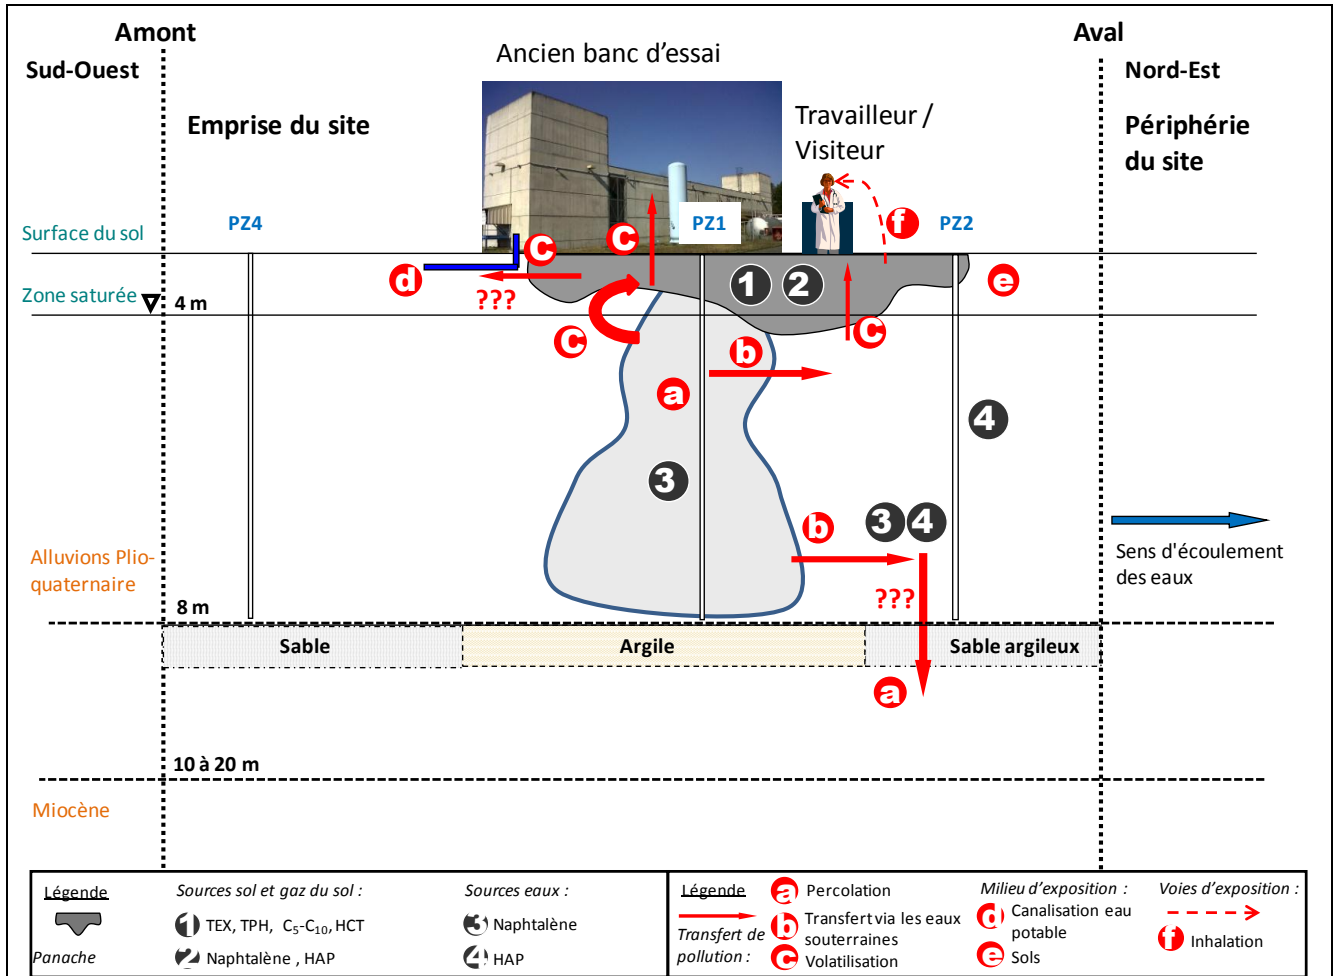 Amont
Aval
Sud-Ouest
Ancien banc d'essai
Nord-Est
Emprise du site
Travailleur /
Visiteur
Périphérie
du site
PZ4
PZ1
PZ2
Surface du sol
Zone saturée
4 m
a
b
c
c
c
c
d
e
f
1
2
3
4
???
b
3 4
Sens d'écoulement
des eaux
Alluvions Plio-
quaternaire
???
8 m
Sable
Argile
Sable argileux
a
10 à 20 m
Miocène
Légende
Panache
Sources sol et gaz du sol :
1 TEX, TPH, C5-C10, HCT
2 Naphtalène , HAP
Sources eaux :
3 Naphtalène
4 HAP
Légende
Transfert de
pollution :
a Percolation
b Transfert via les eaux
souterraines
c Volatilisation
Milieu d'exposition :
d Canalisation eau
potable
e Sols
Voies d'exposition :
f Inhalation